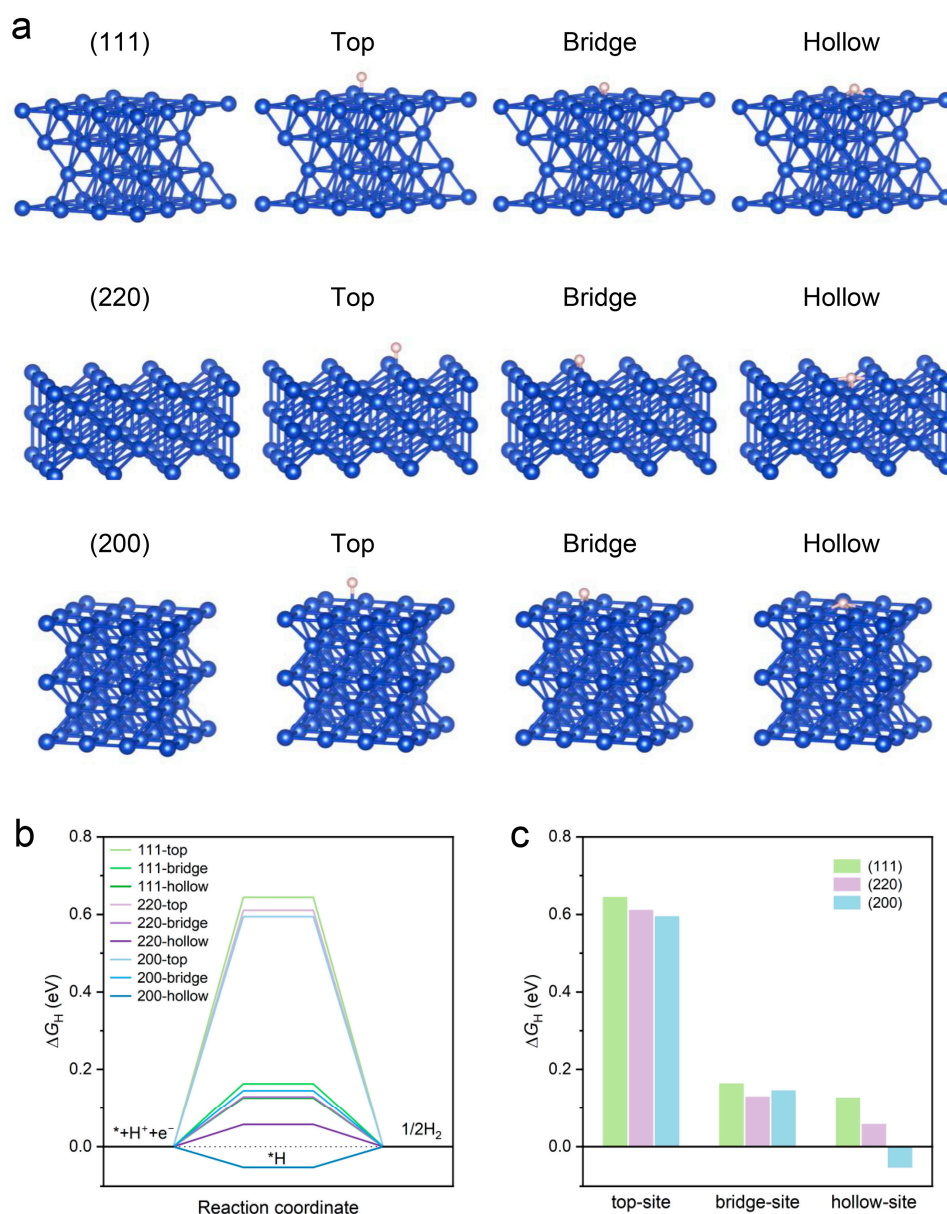 a
(111) Top Bridge Hollow
(220) Top Bridge Hollow
(200) Top Bridge Hollow
b
0.8
0.6
0.4
0.2
0.0
ΔG_H (eV)
111-top
111-bridge
111-hollow
220-top
220-bridge
220-hollow
200-top
200-bridge
200-hollow
*+H⁺+e⁻
*H
1/2H₂
Reaction coordinate
c
0.8
0.6
0.4
0.2
0.0
ΔG_H (eV)
(111)
(220)
(200)
top-site bridge-site hollow-site